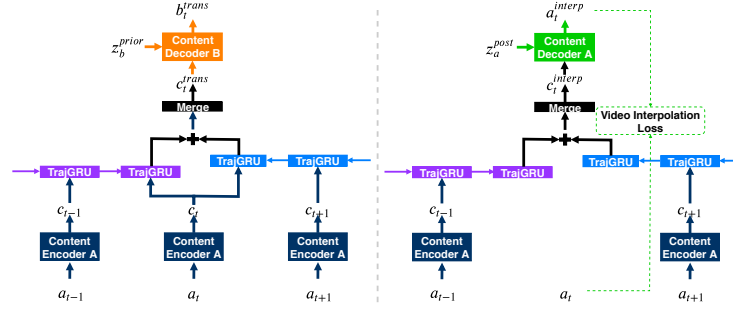 b_t^{trans}
z_b^{prior}
Content
Decoder B
c_t^{trans}
Merge
TrajGRU
TrajGRU
TrajGRU
TrajGRU
c_{t-1}
c_t
c_{t+1}
Content
Encoder A
Content
Encoder A
Content
Encoder A
a_{t-1}
a_t
a_{t+1}
a_t^{interp}
z_a^{post}
Content
Decoder A
c_t^{interp}
Merge
Video Interpolation
Loss
TrajGRU
TrajGRU
TrajGRU
TrajGRU
c_{t-1}
c_{t+1}
Content
Encoder A
Content
Encoder A
a_{t-1}
a_t
a_{t+1}